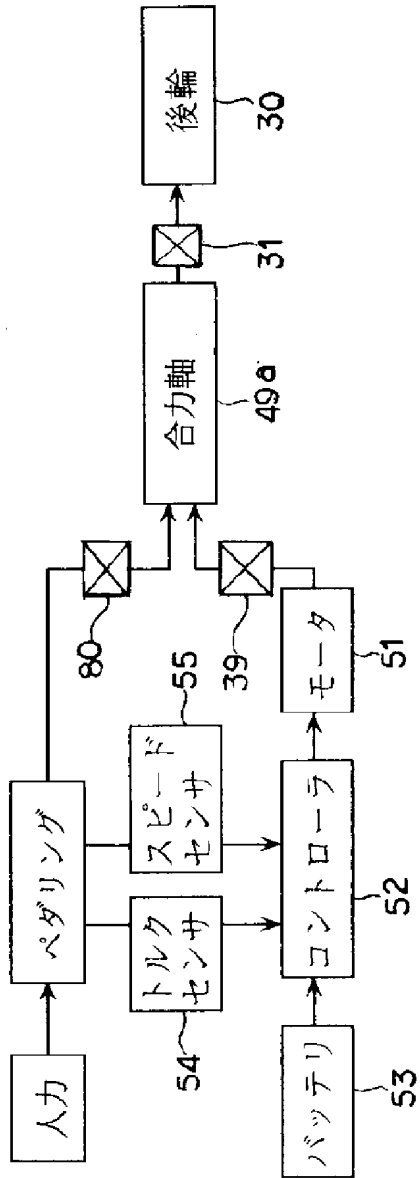 人力
ペダリング
80
合力軸
49a
31
後輪
30
トルク
センサ
54
スピード
センサ
55
39
バッテリ
53
コントローラ
52
モータ
51